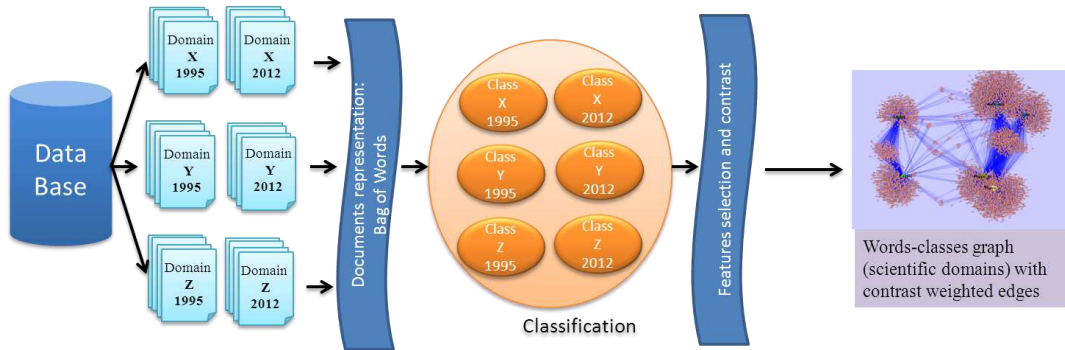 Data
Base
Domain
X
1995
Domain
X
2012
Domain
Y
1995
Domain
Y
2012
Domain
Z
1995
Domain
Z
2012
Documents representation:
Bag of Words
Class
X
1995
Class
X
2012
Class
Y
1995
Class
Y
2012
Class
Z
1995
Class
Z
2012
Classification
Features selection and contrast
Words-classes graph
(scientific domains) with
contrast weighted edges